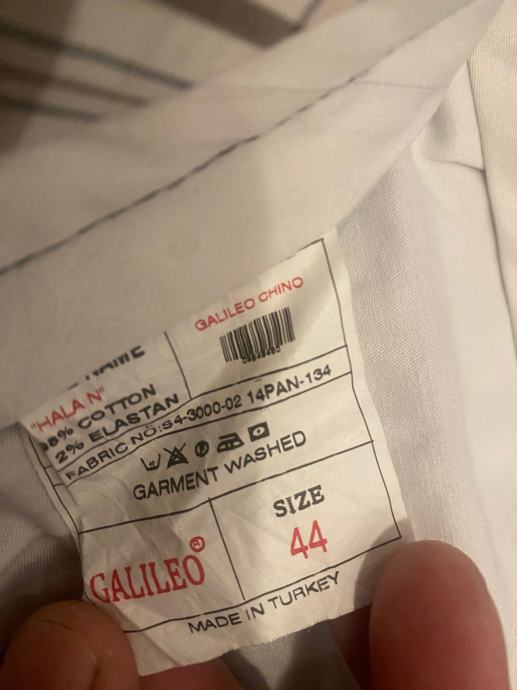 GALILEO CHINO
"HALA N"
98% COTTON
2% ELASTAN
FABRIC NO:S4-3000-02 14PAN-134
GARMENT WASHED
SIZE
44
GALILEO
MADE IN TURKEY